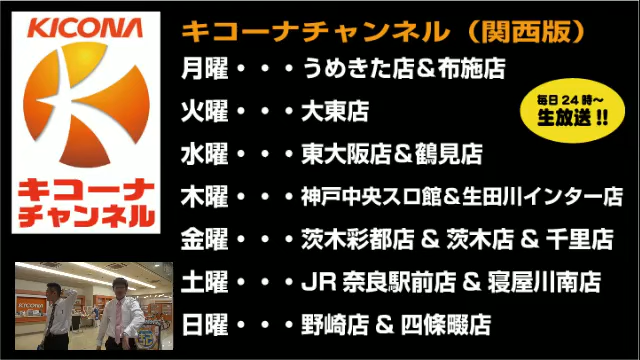 KICONA
キコーナ
チャンネル
キコーナチャンネル（関西版）
月曜・・・うめきた店＆布施店
火曜・・・大東店
水曜・・・東大阪店＆鶴見店
木曜・・・神戸中央スロ館＆生田川インター店
金曜・・・茨木彩都店 & 茨木店 & 千里店
土曜・・・JR奈良駅前店 & 寝屋川南店
日曜・・・野崎店 & 四條畷店
毎日24時～
生放送!!